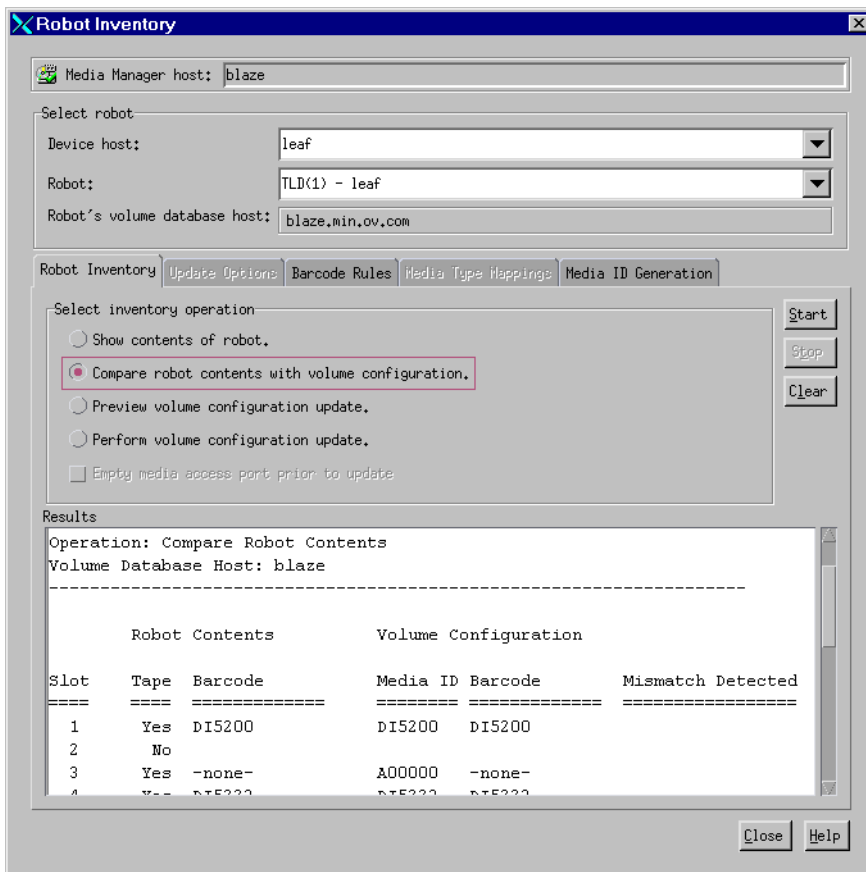 Robot Inventory
Media Manager host: blaze
Select robot
Device host: leaf
Robot: TLD(1) - leaf
Robot's volume database host: blaze.min.ov.com
Robot Inventory Update Options Barcode Rules Media Type Mappings Media ID Generation
Select inventory operation
Start
Show contents of robot.
Stop
Compare robot contents with volume configuration.
Clear
Preview volume configuration update.
Perform volume configuration update.
Empty media access port prior to update
Results
Operation: Compare Robot Contents
Volume Database Host: blaze
--------------------------------------------------------------------
Robot Contents Volume Configuration
Slot Tape Barcode Media ID Barcode Mismatch Detected
==== ==== ============= ======== ============= =================
1 Yes DI5200 DI5200 DI5200
2 No
3 Yes -none- A00000 -none-
Close Help